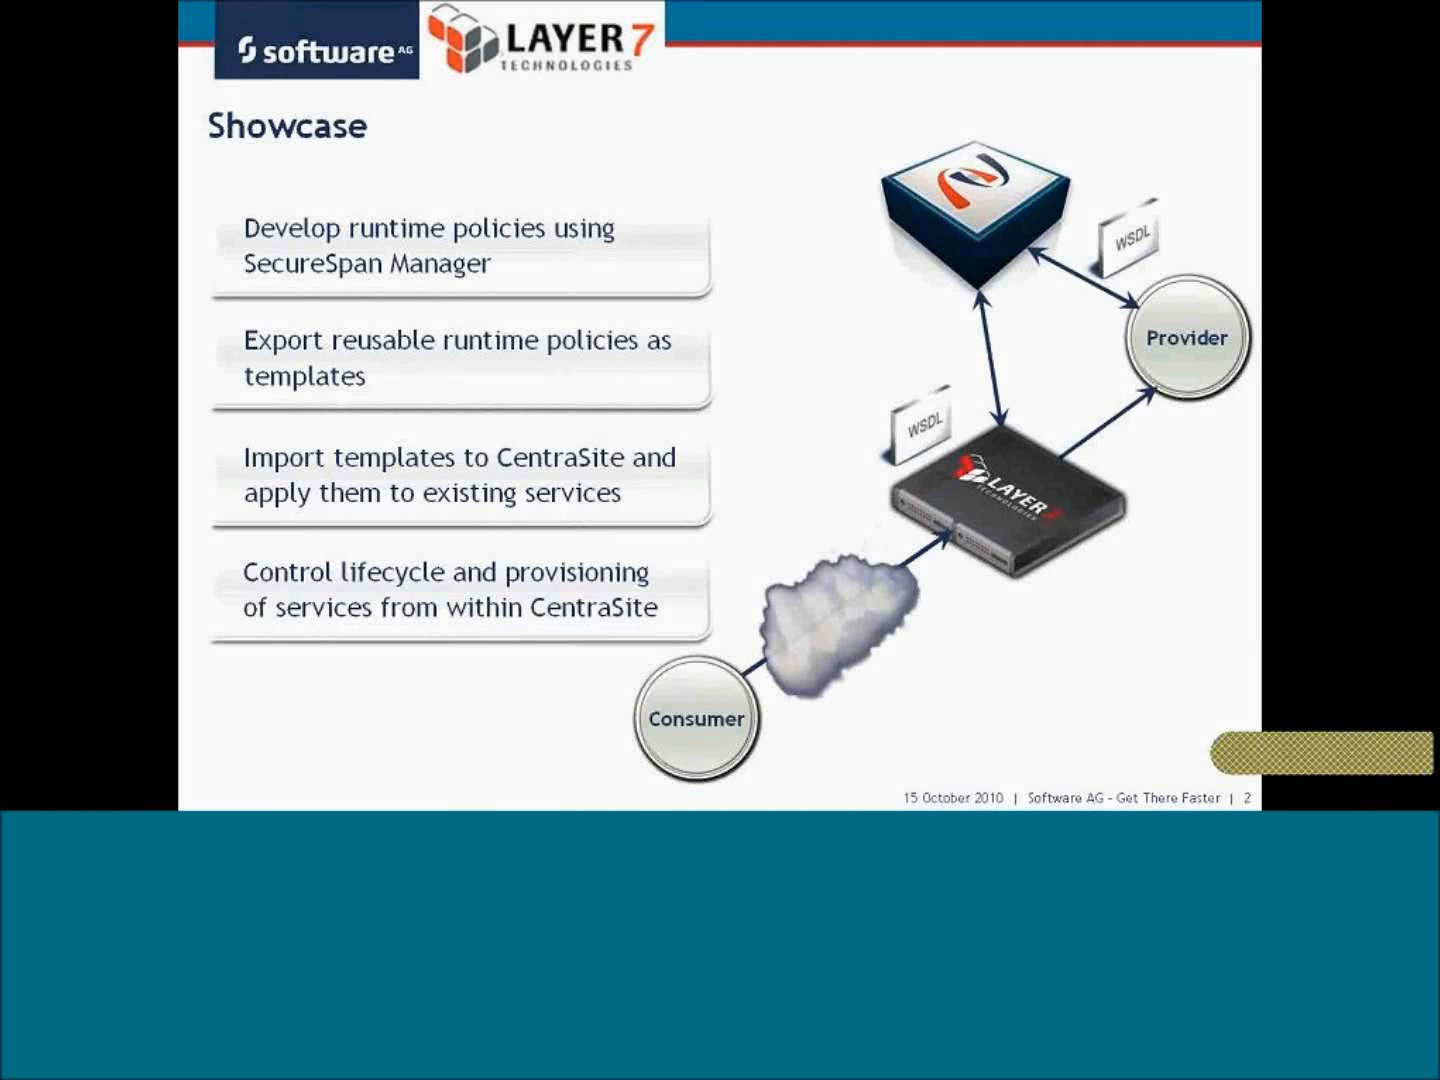 software AG
LAYER 7
TECHNOLOGIES
Showcase
Develop runtime policies using
SecureSpan Manager
Export reusable runtime policies as
templates
Import templates to CentraSite and
apply them to existing services
Control lifecycle and provisioning
of services from within CentraSite
WSDL
Provider
WSDL
LAYER 7
TECHNOLOGIES
Consumer
15 October 2010 | Software AG - Get There Faster | 2